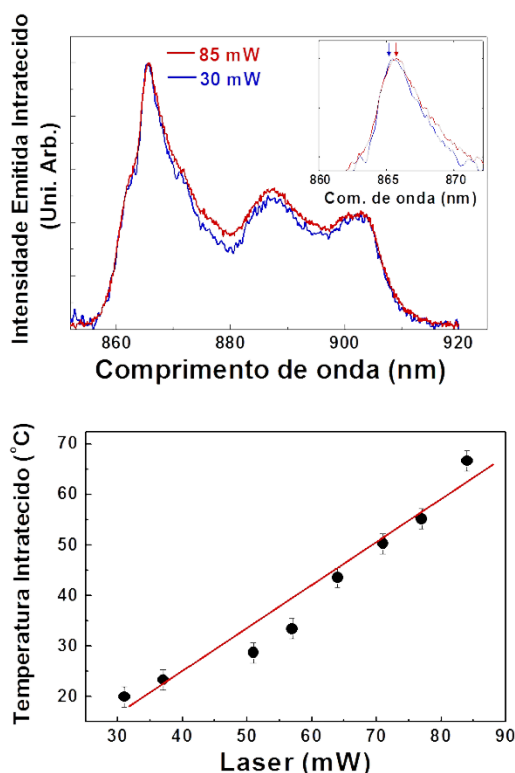 Intensidade Emitida Intratecido
(Uni. Arb.)
85 mW
30 mW
860 865 870
Com. de onda (nm)
860 880 900 920
Comprimento de onda (nm)
Temperatura Intratecido (°C)
70
60
50
40
30
20
30 40 50 60 70 80 90
Laser (mW)